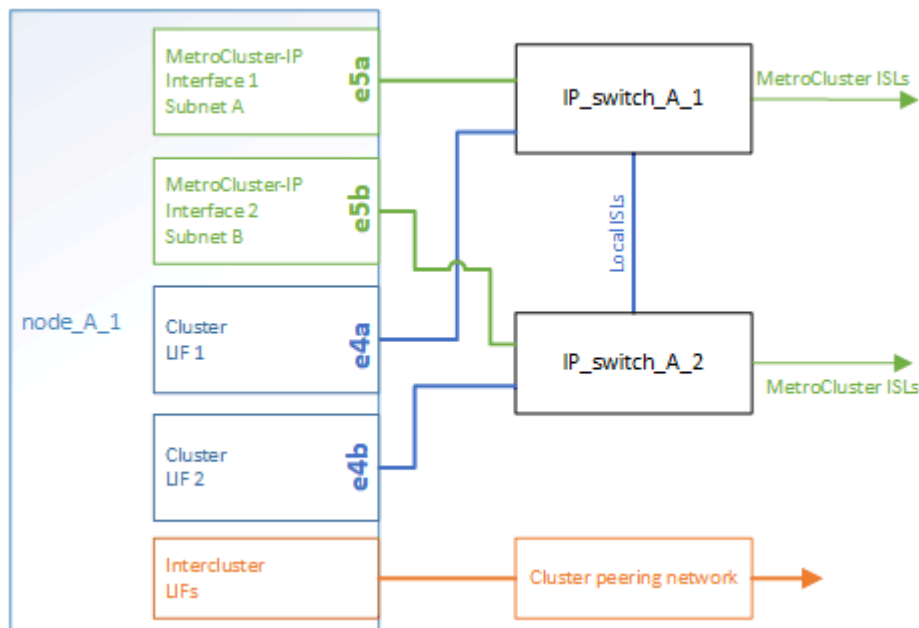 MetroCluster-IP
Interface 1
Subnet A
e5a
MetroCluster-IP
Interface 2
Subnet B
e5b
node_A_1
Cluster
LIF 1
e4a
Cluster
LIF 2
e4b
Intercluster
LIFs
IP_switch_A_1
MetroCluster ISLs
Local ISLs
IP_switch_A_2
MetroCluster ISLs
Cluster peering network